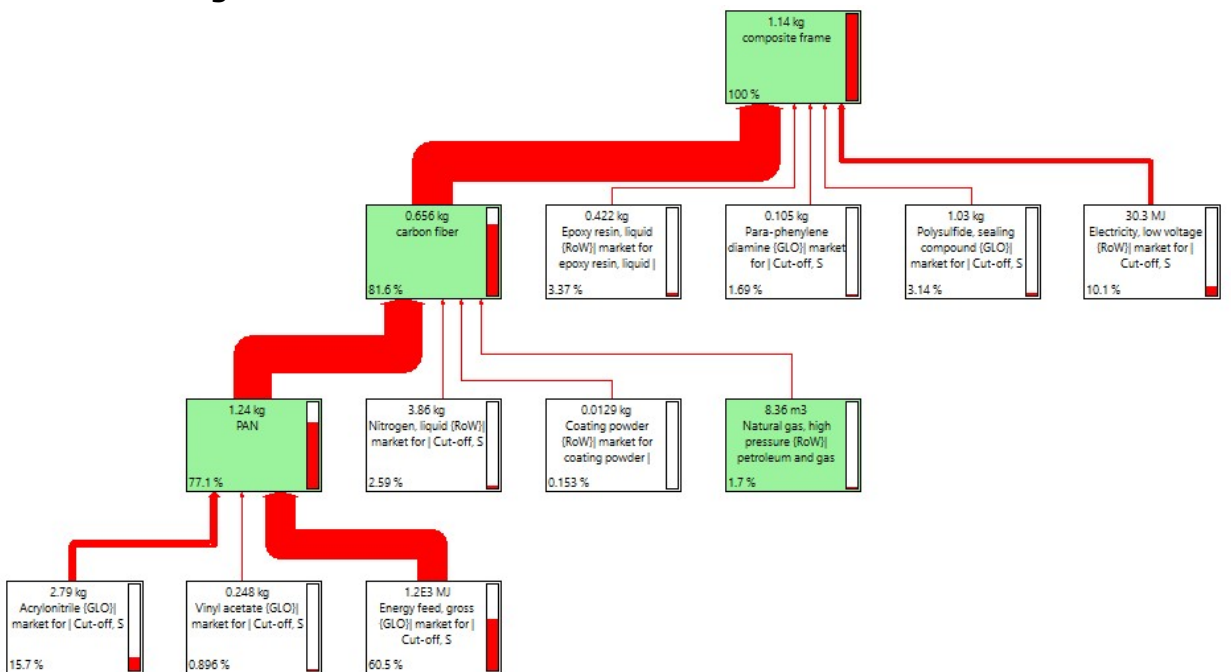 1.14 kg
composite frame
100 %
0.656 kg
carbon fiber
81.6 %
0.422 kg
Epoxy resin, liquid
{RoW}| market for
epoxy resin, liquid |
3.37 %
0.105 kg
Para-phenylene
diamine {GLO}| market
for | Cut-off, S
1.69 %
1.03 kg
Polysulfide, sealing
compound {GLO}|
market for | Cut-off, S
3.14 %
30.3 MJ
Electricity, low voltage
{RoW}| market for |
Cut-off, S
10.1 %
1.24 kg
PAN
77.1 %
3.86 kg
Nitrogen, liquid {RoW}|
market for | Cut-off, S
2.59 %
0.0129 kg
Coating powder
{RoW}| market for
coating powder |
0.153 %
8.36 m3
Natural gas, high
pressure {RoW}|
petroleum and gas
1.7 %
2.79 kg
Acrylonitrile {GLO}|
market for | Cut-off, S
15.7 %
0.248 kg
Vinyl acetate {GLO}|
market for | Cut-off, S
0.896 %
1.2E3 MJ
Energy feed, gross
{GLO}| market for |
Cut-off, S
60.5 %